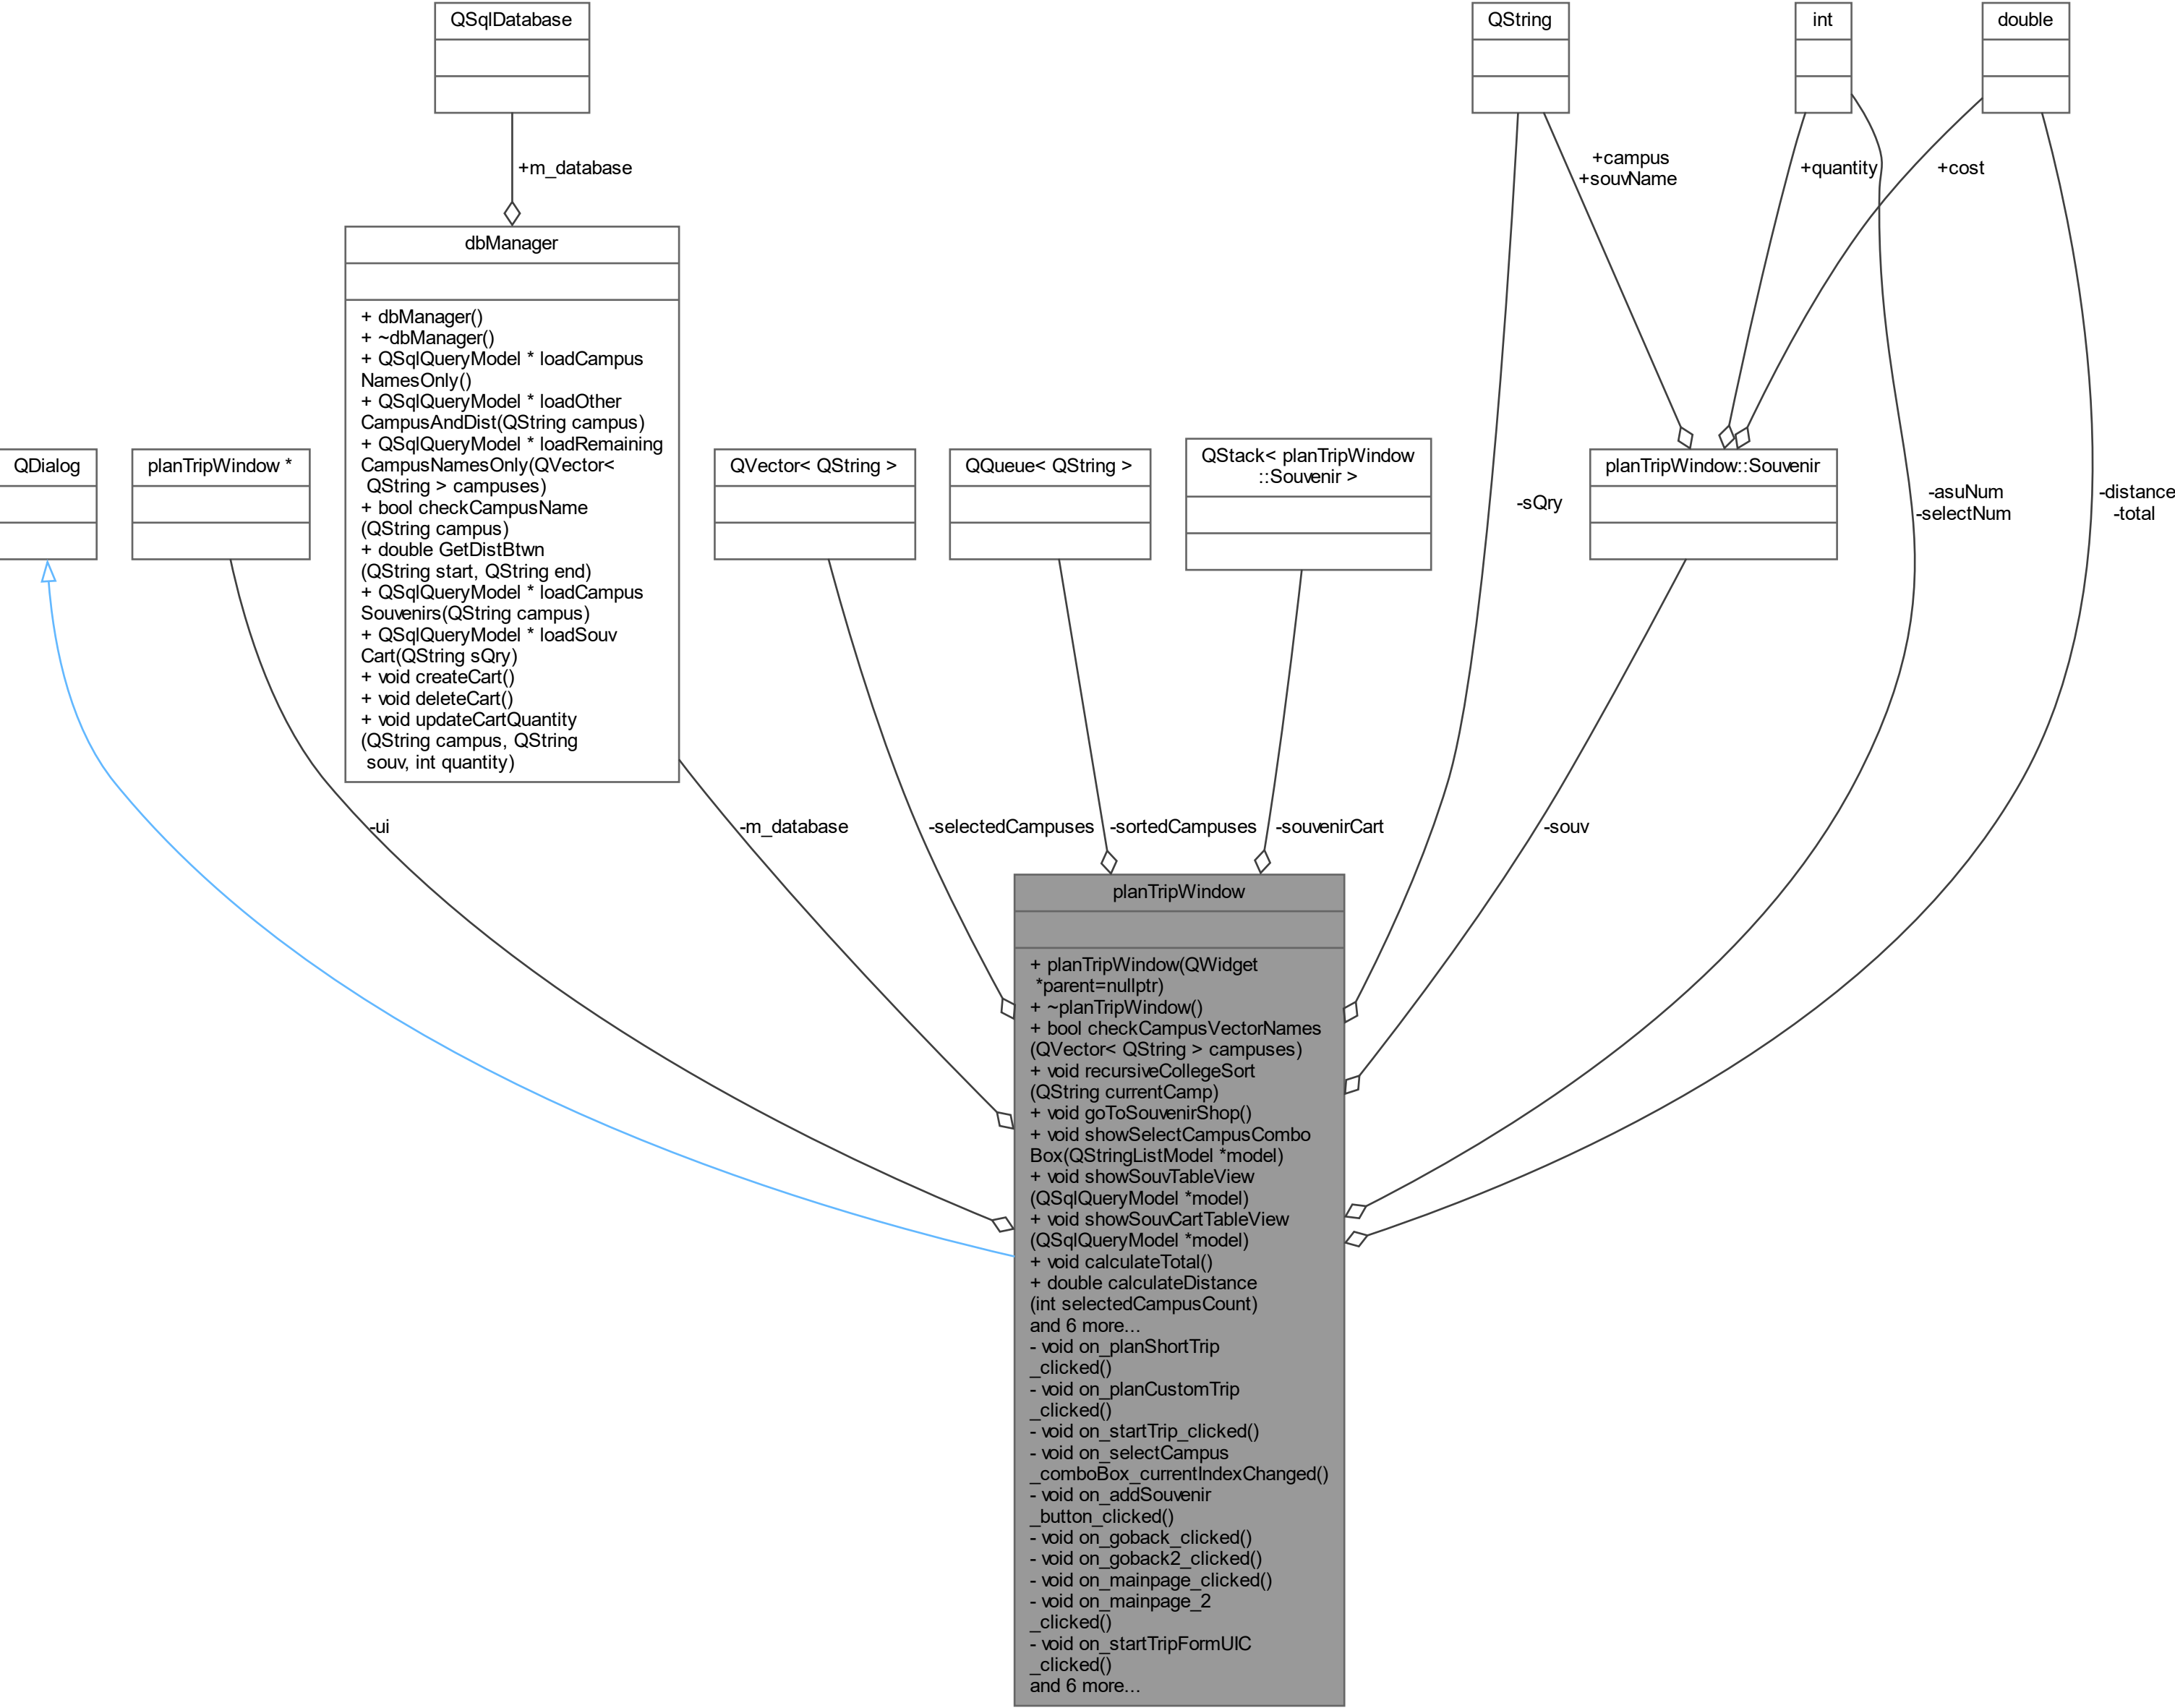 QSqlDatabase
QString
int
double
+m_database
+campus
+souvName
+quantity
+cost
dbManager
+ dbManager()
+ ~dbManager()
+ QSqlQueryModel * loadCampus
NamesOnly()
+ QSqlQueryModel * loadOther
CampusAndDist(QString campus)
+ QSqlQueryModel * loadRemaining
CampusNamesOnly(QVector<
QString > campuses)
+ bool checkCampusName
(QString campus)
+ double GetDistBtwn
(QString start, QString end)
+ QSqlQueryModel * loadCampus
Souvenirs(QString campus)
+ QSqlQueryModel * loadSouv
Cart(QString sQry)
+ void createCart()
+ void deleteCart()
+ void updateCartQuantity
(QString campus, QString
souv, int quantity)
QDialog
planTripWindow *
QVector< QString >
QQueue< QString >
QStack< planTripWindow
::Souvenir >
planTripWindow::Souvenir
-sQry
-asuNum
-selectNum
-distance
-total
-ui
-m_database
-selectedCampuses
-sortedCampuses
-souvenirCart
-souv
planTripWindow
+ planTripWindow(QWidget
*parent=nullptr)
+ ~planTripWindow()
+ bool checkCampusVectorNames
(QVector< QString > campuses)
+ void recursiveCollegeSort
(QString currentCamp)
+ void goToSouvenirShop()
+ void showSelectCampusCombo
Box(QStringListModel *model)
+ void showSouvTableView
(QSqlQueryModel *model)
+ void showSouvCartTableView
(QSqlQueryModel *model)
+ void calculateTotal()
+ double calculateDistance
(int selectedCampusCount)
and 6 more...
- void on_planShortTrip
_clicked()
- void on_planCustomTrip
_clicked()
- void on_startTrip_clicked()
- void on_selectCampus
_comboBox_currentIndexChanged()
- void on_addSouvenir
_button_clicked()
- void on_goback_clicked()
- void on_goback2_clicked()
- void on_mainpage_clicked()
- void on_mainpage_2
_clicked()
- void on_startTripFormUIC
_clicked()
and 6 more...